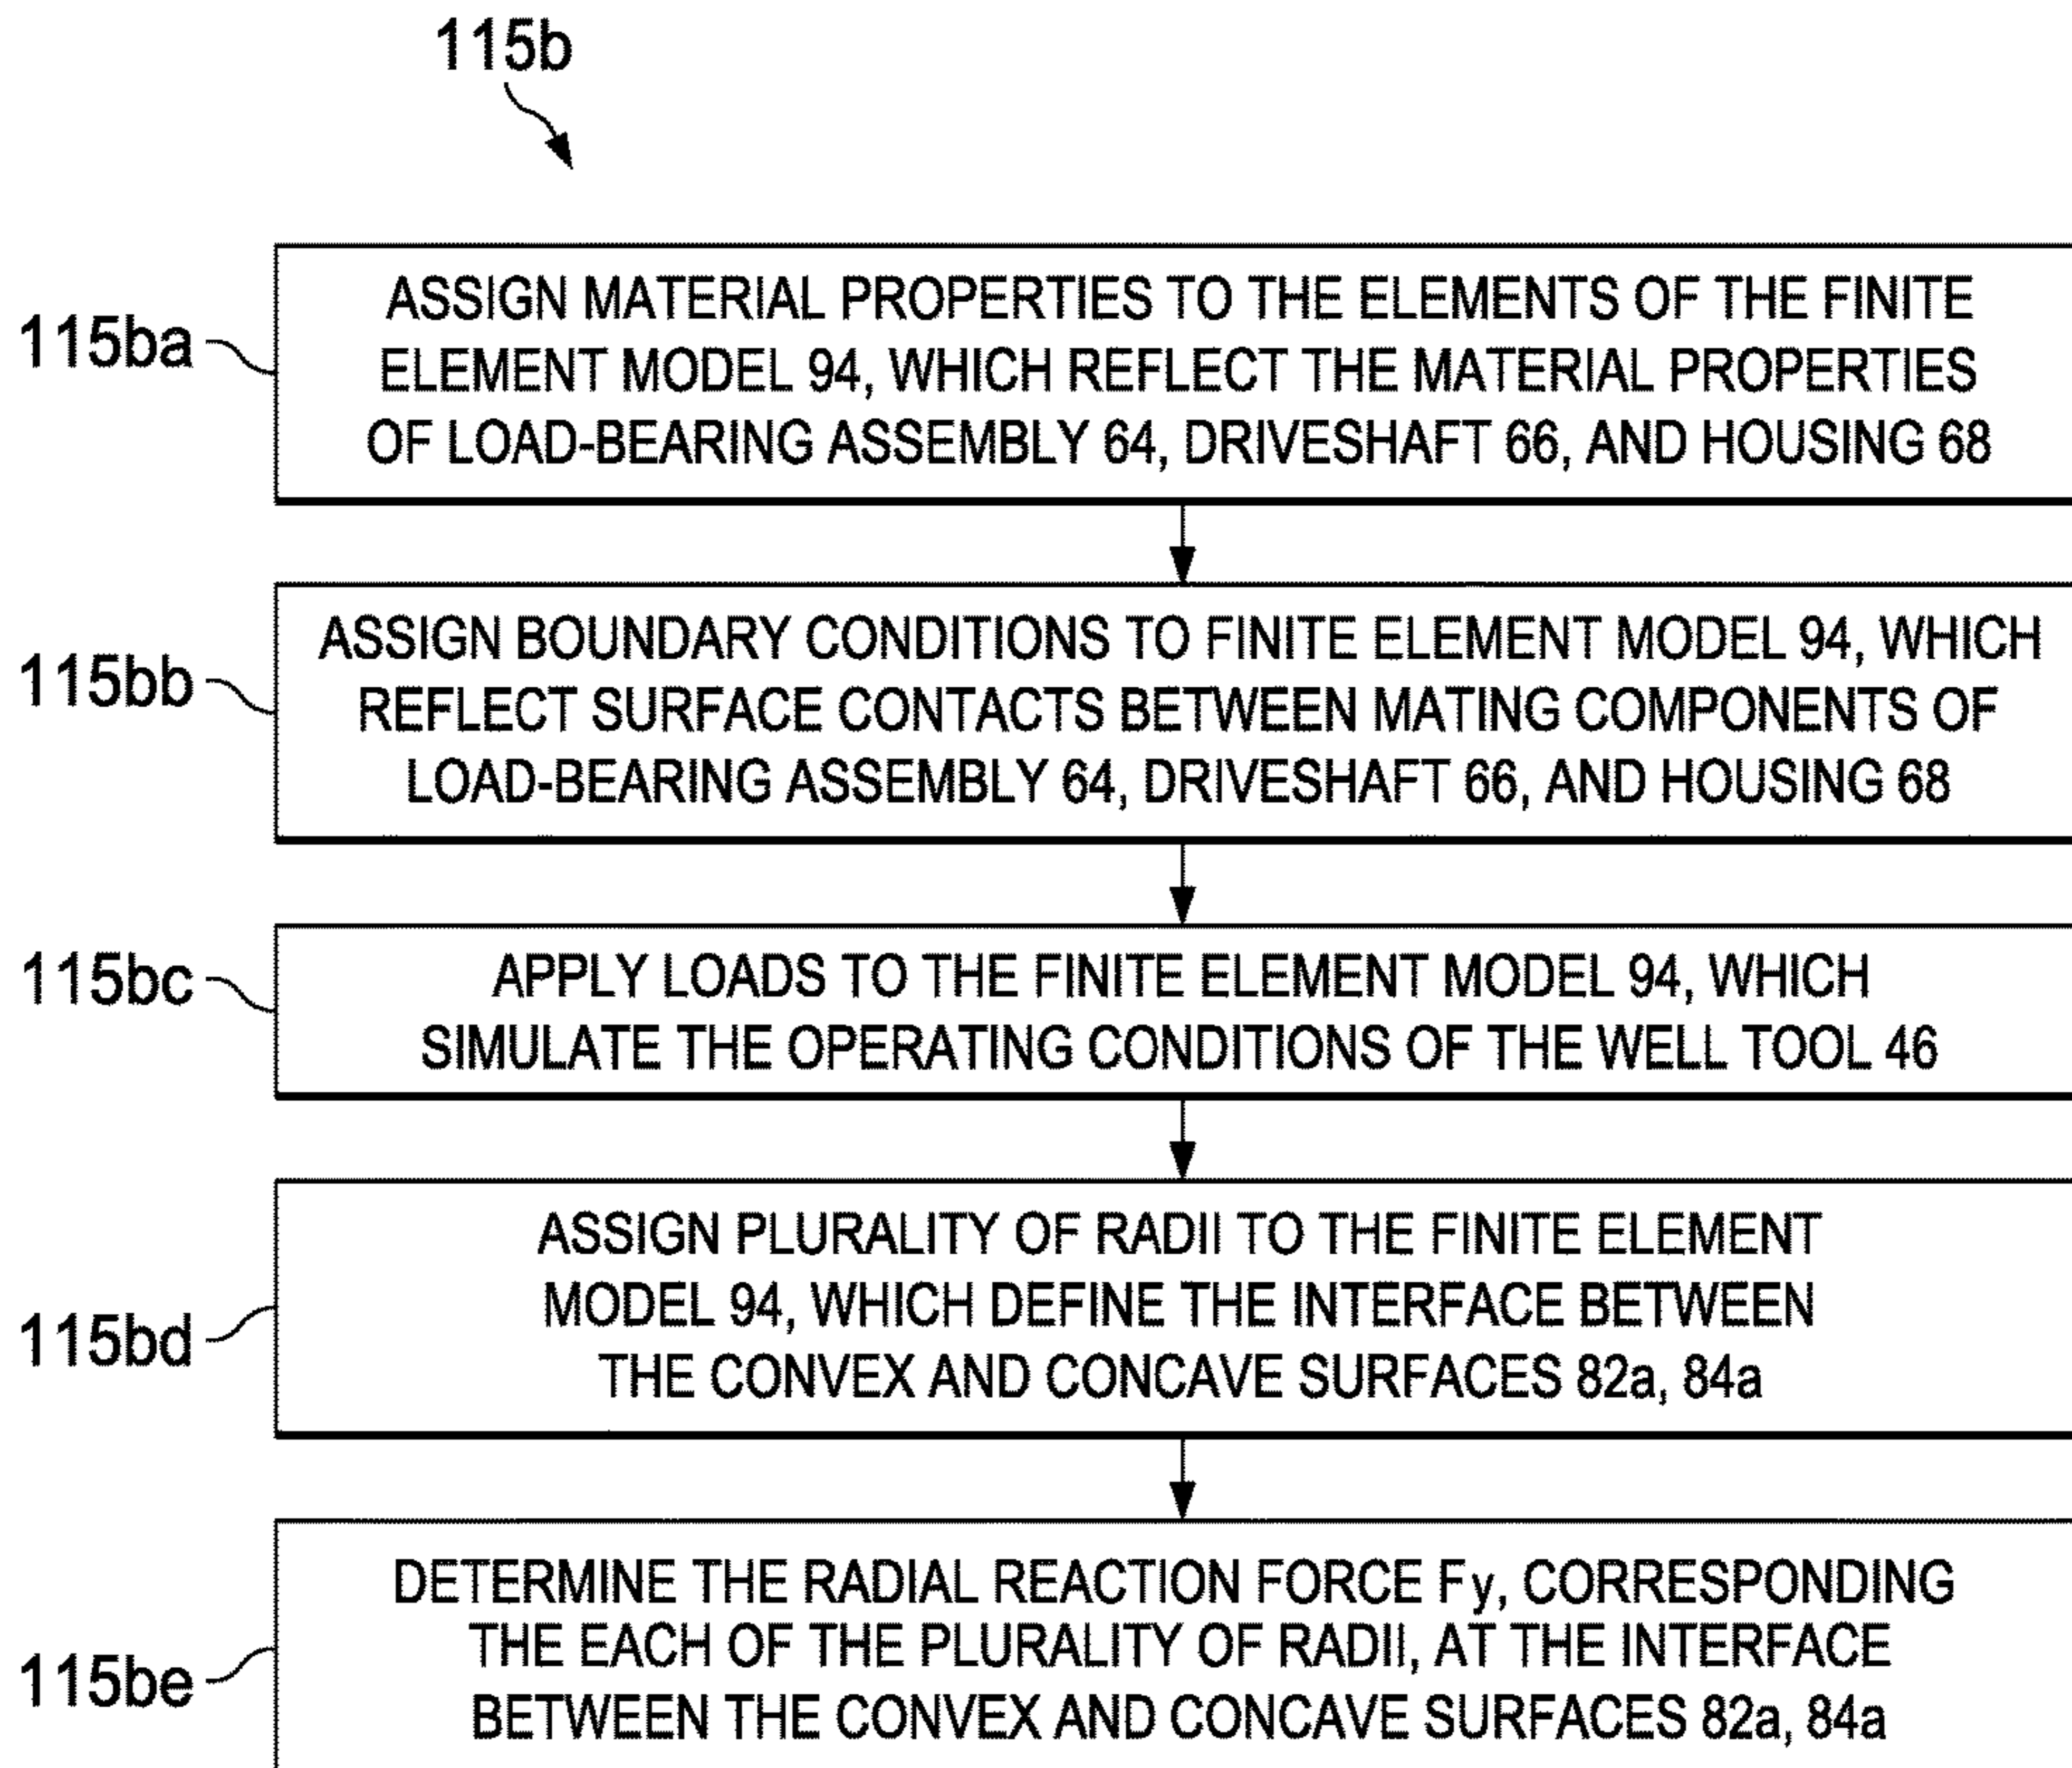 115b
115ba
ASSIGN MATERIAL PROPERTIES TO THE ELEMENTS OF THE FINITE
ELEMENT MODEL 94, WHICH REFLECT THE MATERIAL PROPERTIES
OF LOAD-BEARING ASSEMBLY 64, DRIVESHAFT 66, AND HOUSING 68
115bb
ASSIGN BOUNDARY CONDITIONS TO FINITE ELEMENT MODEL 94, WHICH
REFLECT SURFACE CONTACTS BETWEEN MATING COMPONENTS OF
LOAD-BEARING ASSEMBLY 64, DRIVESHAFT 66, AND HOUSING 68
115bc
APPLY LOADS TO THE FINITE ELEMENT MODEL 94, WHICH
SIMULATE THE OPERATING CONDITIONS OF THE WELL TOOL 46
115bd
ASSIGN PLURALITY OF RADII TO THE FINITE ELEMENT
MODEL 94, WHICH DEFINE THE INTERFACE BETWEEN
THE CONVEX AND CONCAVE SURFACES 82a, 84a
115be
DETERMINE THE RADIAL REACTION FORCE Fy, CORRESPONDING
THE EACH OF THE PLURALITY OF RADII, AT THE INTERFACE
BETWEEN THE CONVEX AND CONCAVE SURFACES 82a, 84a